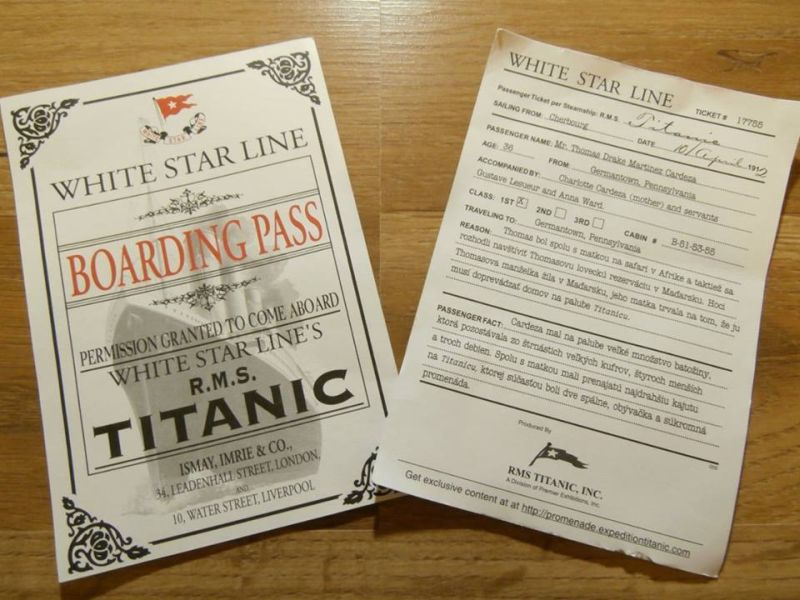 STAR
WHITE STAR LINE
BOARDING PASS
PERMISSION GRANTED TO COME ABOARD
WHITE STAR LINE'S
R.M.S.
TITANIC
ISMAY, IMRIE & CO.,
34, LEADENHALL STREET, LONDON,
AND
10, WATER STREET, LIVERPOOL
WHITE STAR LINE
TICKET # 17755
Passenger Ticket per Steamship: R.M.S. Titanic
SAILING FROM: Cherbourg DATE 10/April 1912
PASSENGER NAME: Mr. Thomas Drake Martinez Cardeza
AGE: 36 FROM: Germantown, Pennsylvania
ACCOMPANIED BY: Charlotte Cardeza (mother) and servants
Gustave Lesueur and Anna Ward.
CLASS: 1ST X 2ND 3RD CABIN # B-51-53-55
TRAVELING TO: Germantown, Pennsylvania
REASON: Thomas bol spolu s matkou na safari v Afrike a taktiež sa
rozhodli navštíviť Thomasovu loveckú rezerváciu v Maďarsku. Hoci
Thomasova manželka žila v Maďarsku, jeho matka trvala na tom, že ju
musí doprevádzať domov na palube Titanicu.
PASSENGER FACT: Cardeza mal na palube veľké množstvo batožiny,
ktorá pozostávala zo štrnástich veľkých kufrov, štyroch menších
a troch debien. Spolu s matkou mali prenajatú najdrahšiu kajutu
na Titanicu, ktorej súčasťou boli dve spálne, obývačka a súkromná
promenáda.
Produced By
RMS TITANIC, INC.
A Division of Premier Exhibitions, Inc.
Get exclusive content at at http://promenade.expeditiontitanic.com